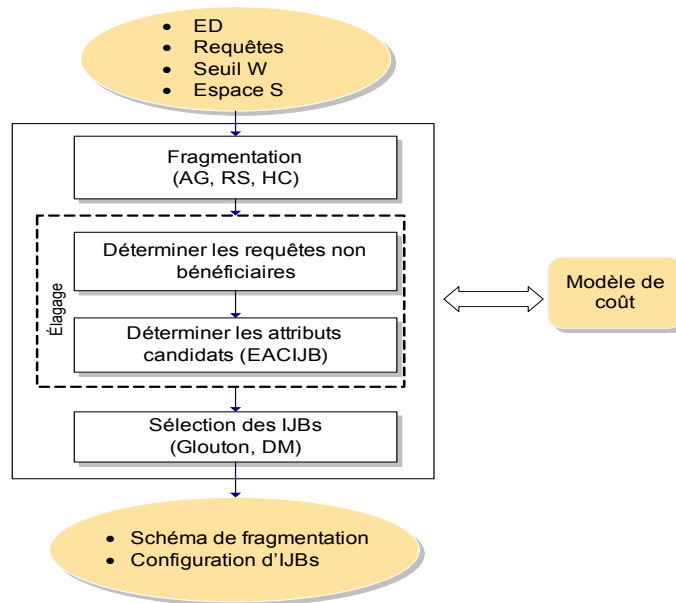 • ED
• Requêtes
• Seuil W
• Espace S
Fragmentation
(AG, RS, HC)
Élagage
Déterminer les requêtes non
bénéficiaires
Déterminer les attributs
candidats (EACIJB)
Sélection des IJBs
(Glouton, DM)
Modèle de
coût
• Schéma de fragmentation
• Configuration d'IJBs